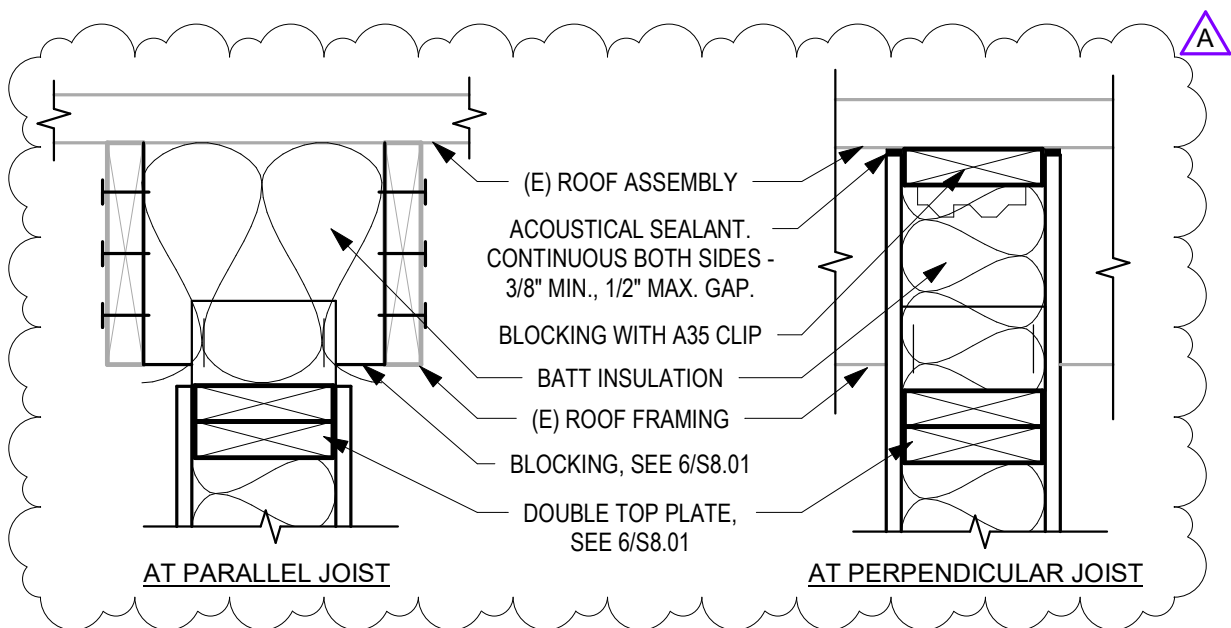 A
(E) ROOF ASSEMBLY
ACOUSTICAL SEALANT.
CONTINUOUS BOTH SIDES -
3/8" MIN., 1/2" MAX. GAP.
BLOCKING WITH A35 CLIP
BATT INSULATION
(E) ROOF FRAMING
BLOCKING, SEE 6/S8.01
DOUBLE TOP PLATE,
SEE 6/S8.01
AT PARALLEL JOIST
AT PERPENDICULAR JOIST